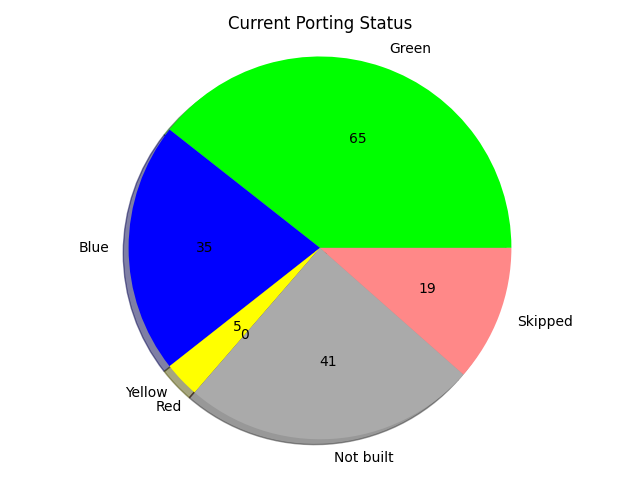 Current Porting Status
Green
65
Blue
35
5
0
Yellow
Red
41
Not built
19
Skipped